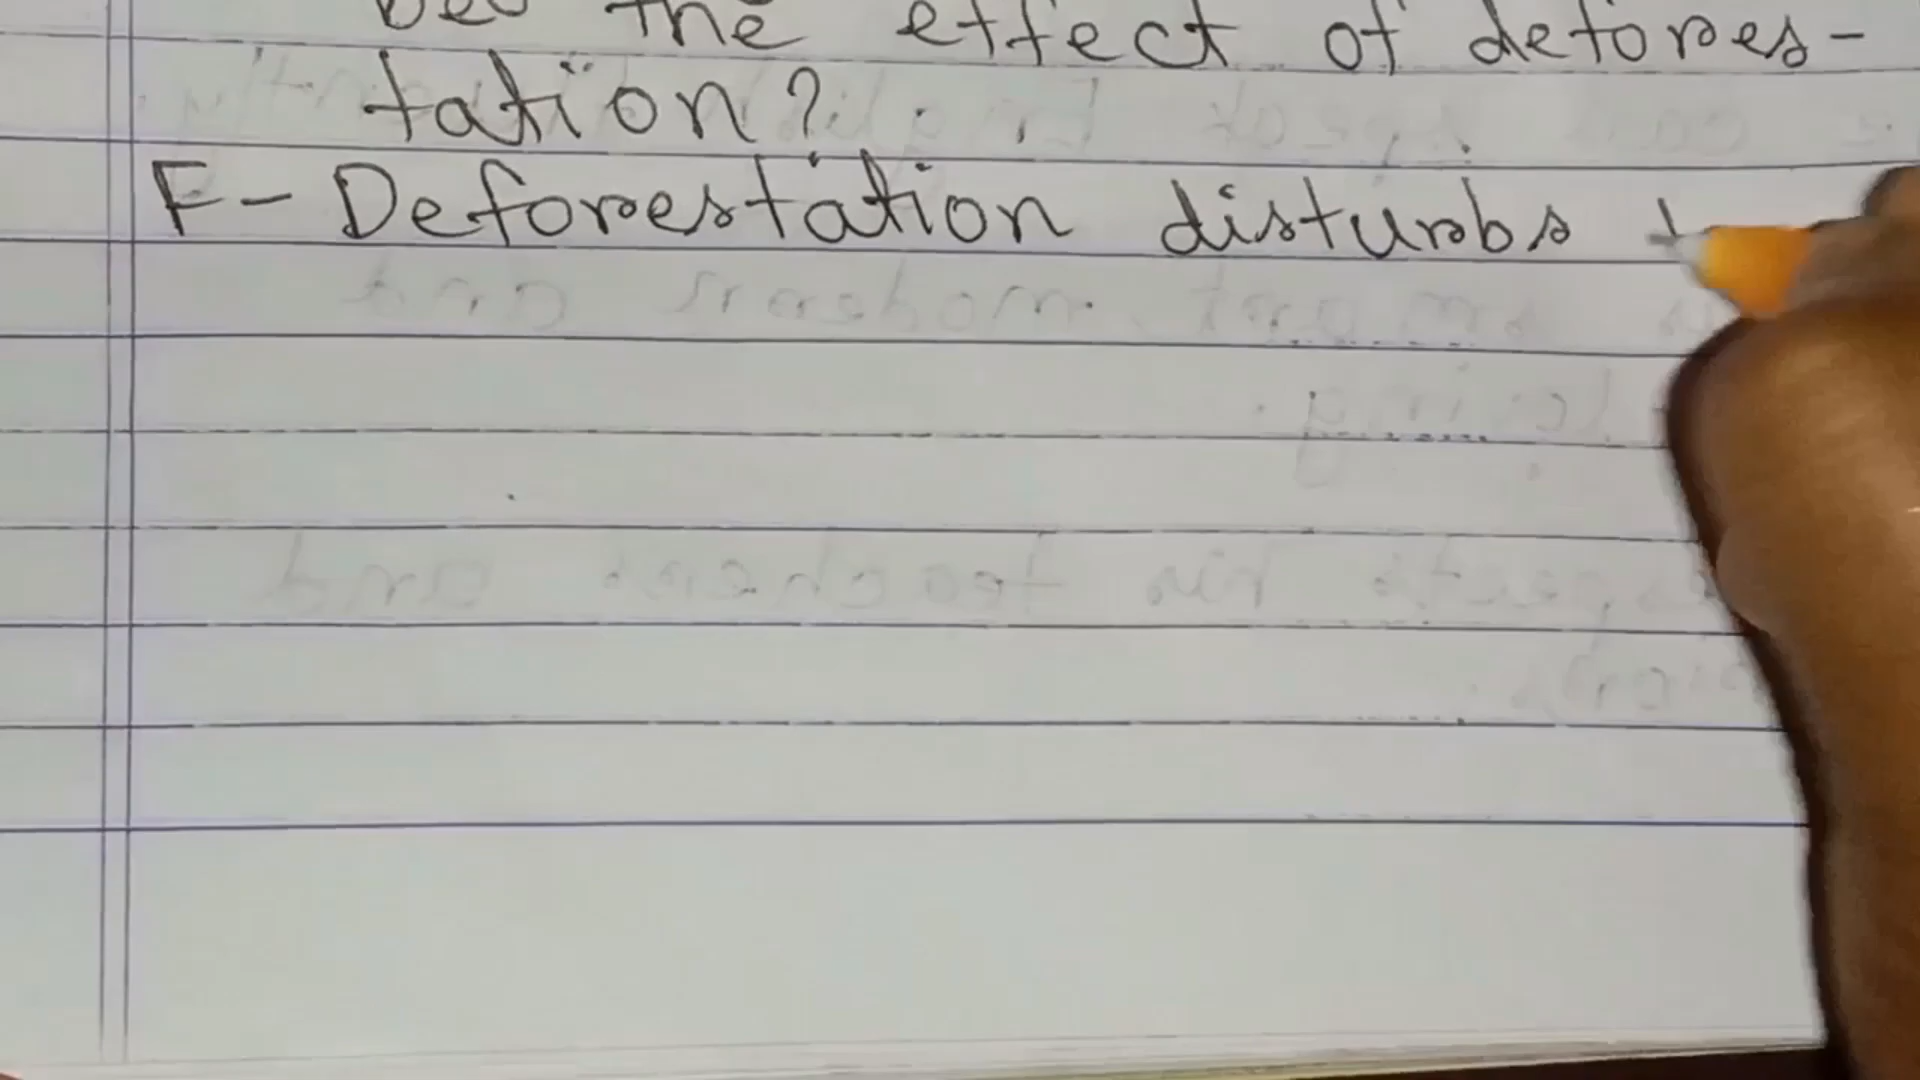 the effect of defores-
tation?
F- Deforestation disturbs